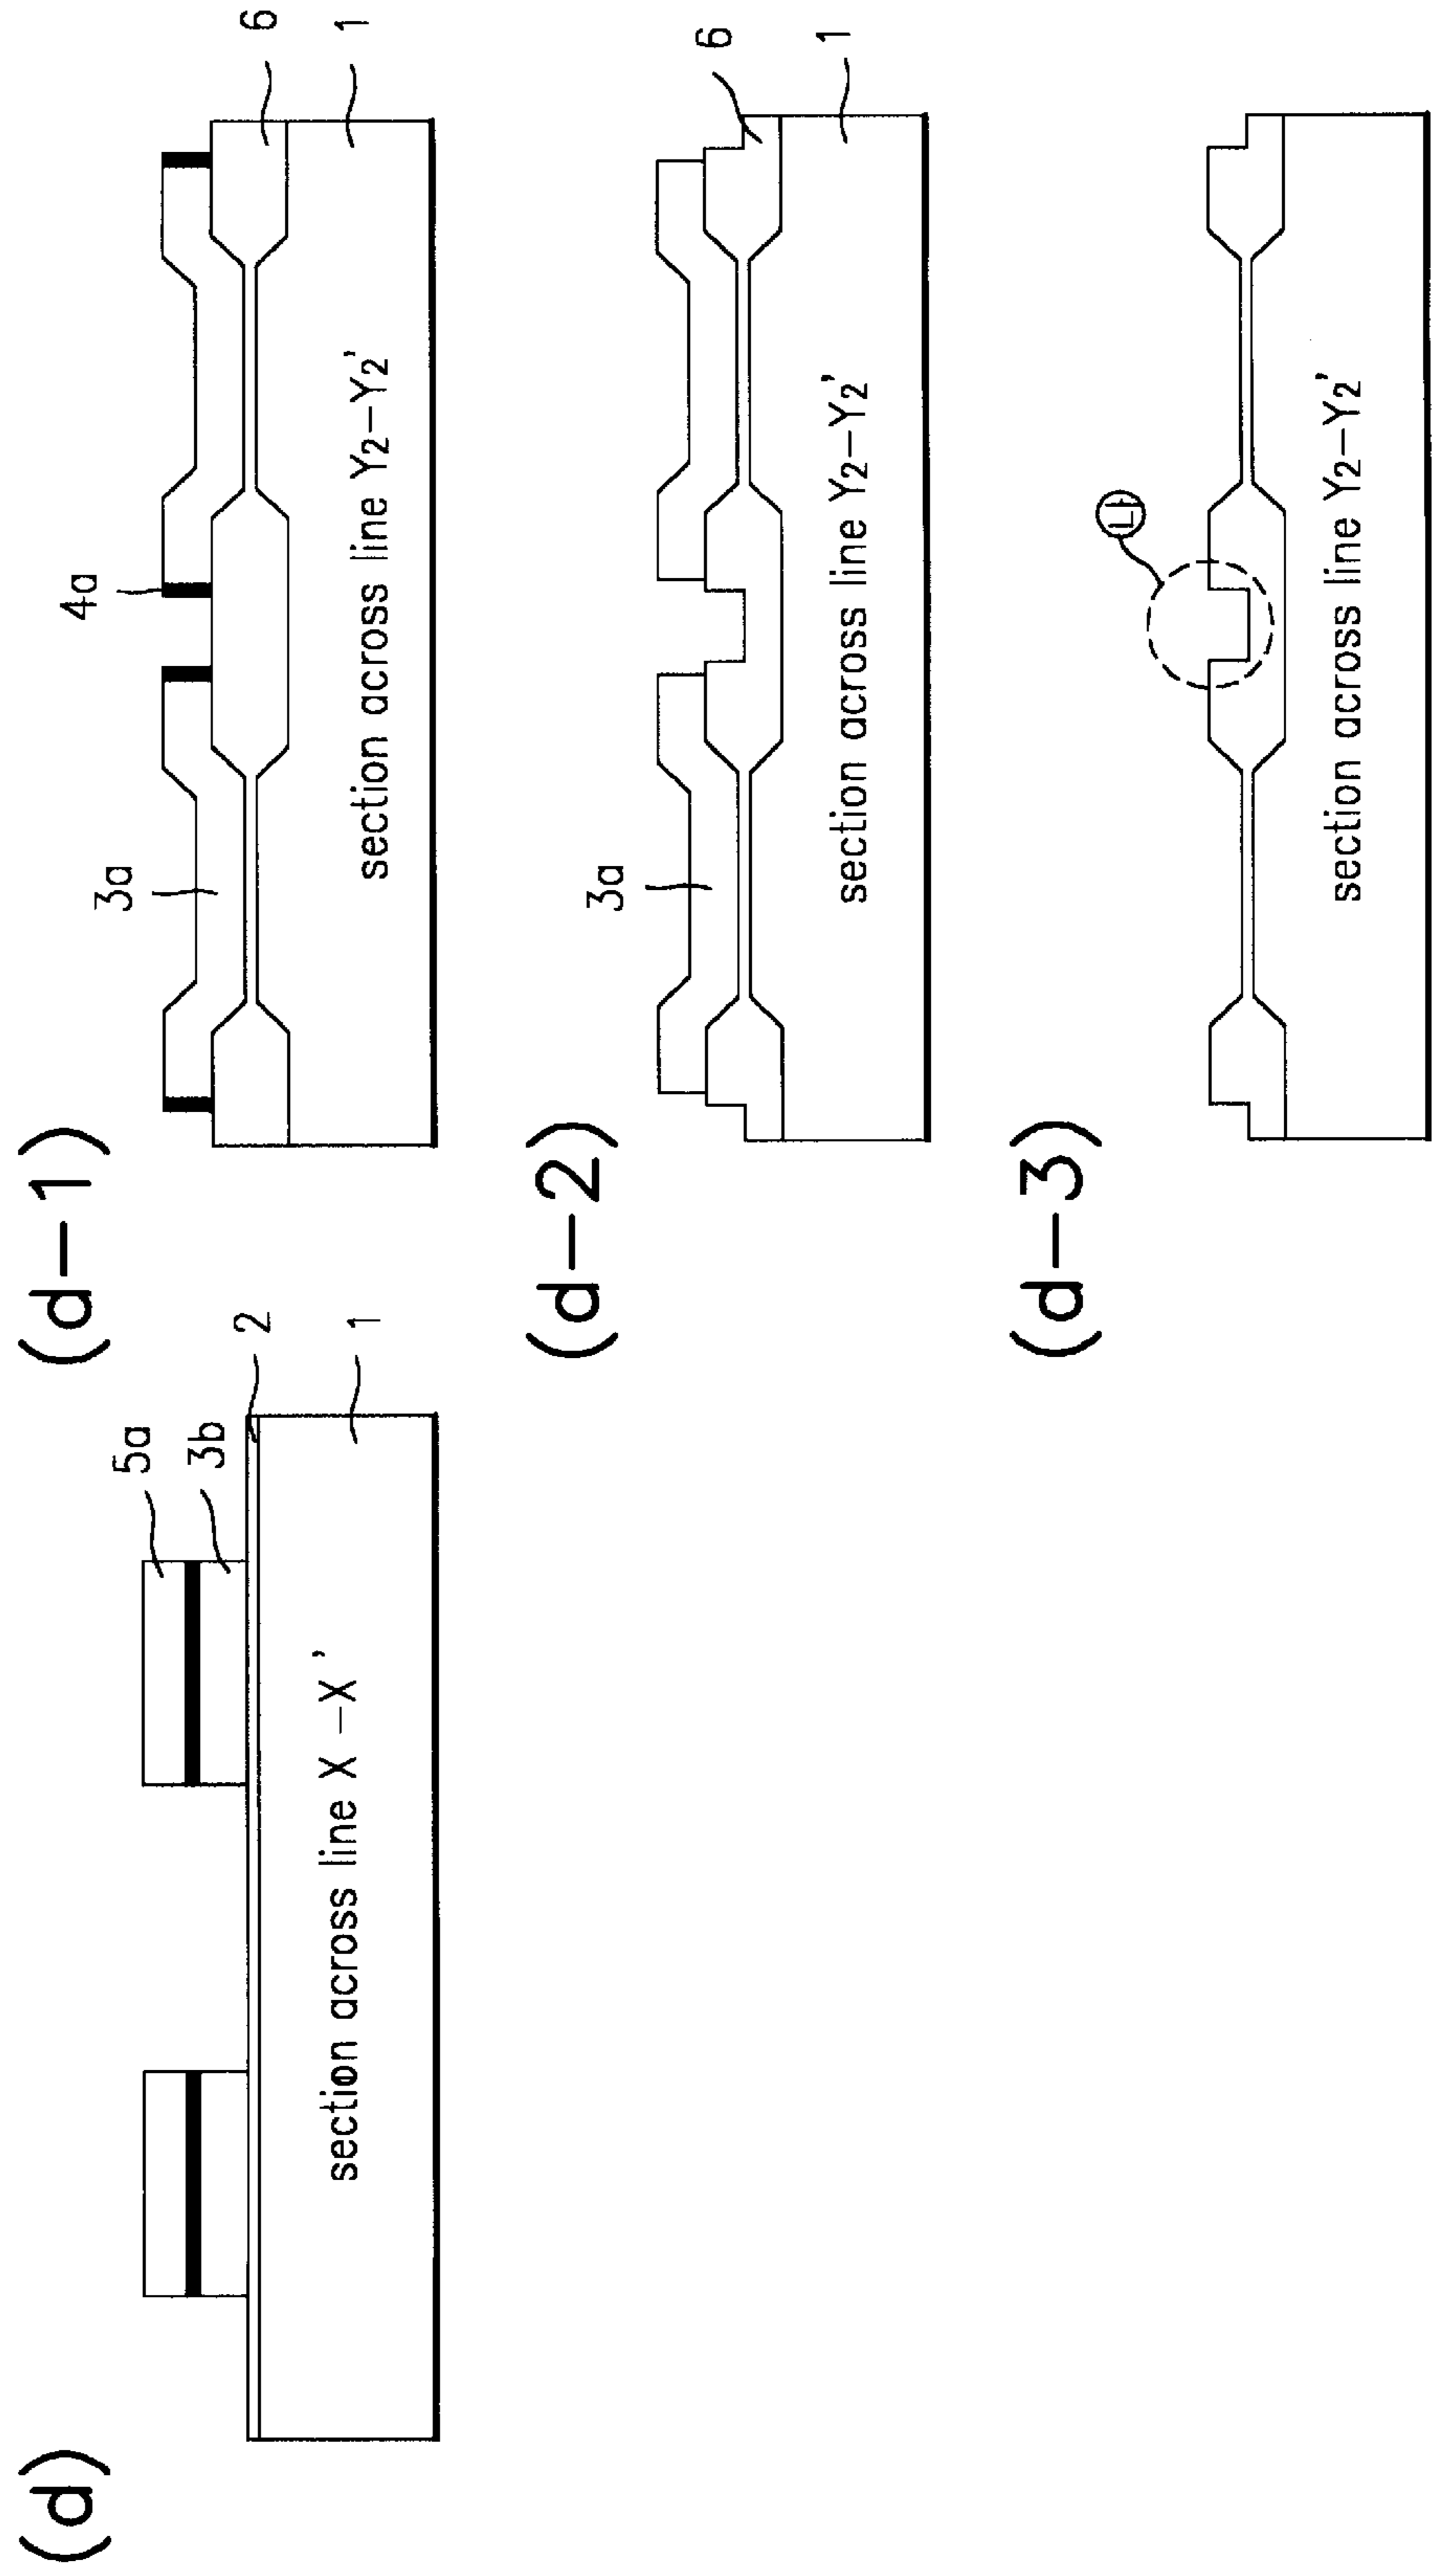 (d)
5a
3b
2
1
section across line X –X'
(d–1)
4a
3a
6
1
section across line Y2–Y2'
(d–2)
3a
6
1
section across line Y2–Y2'
(d–3)
section across line Y2–Y2'